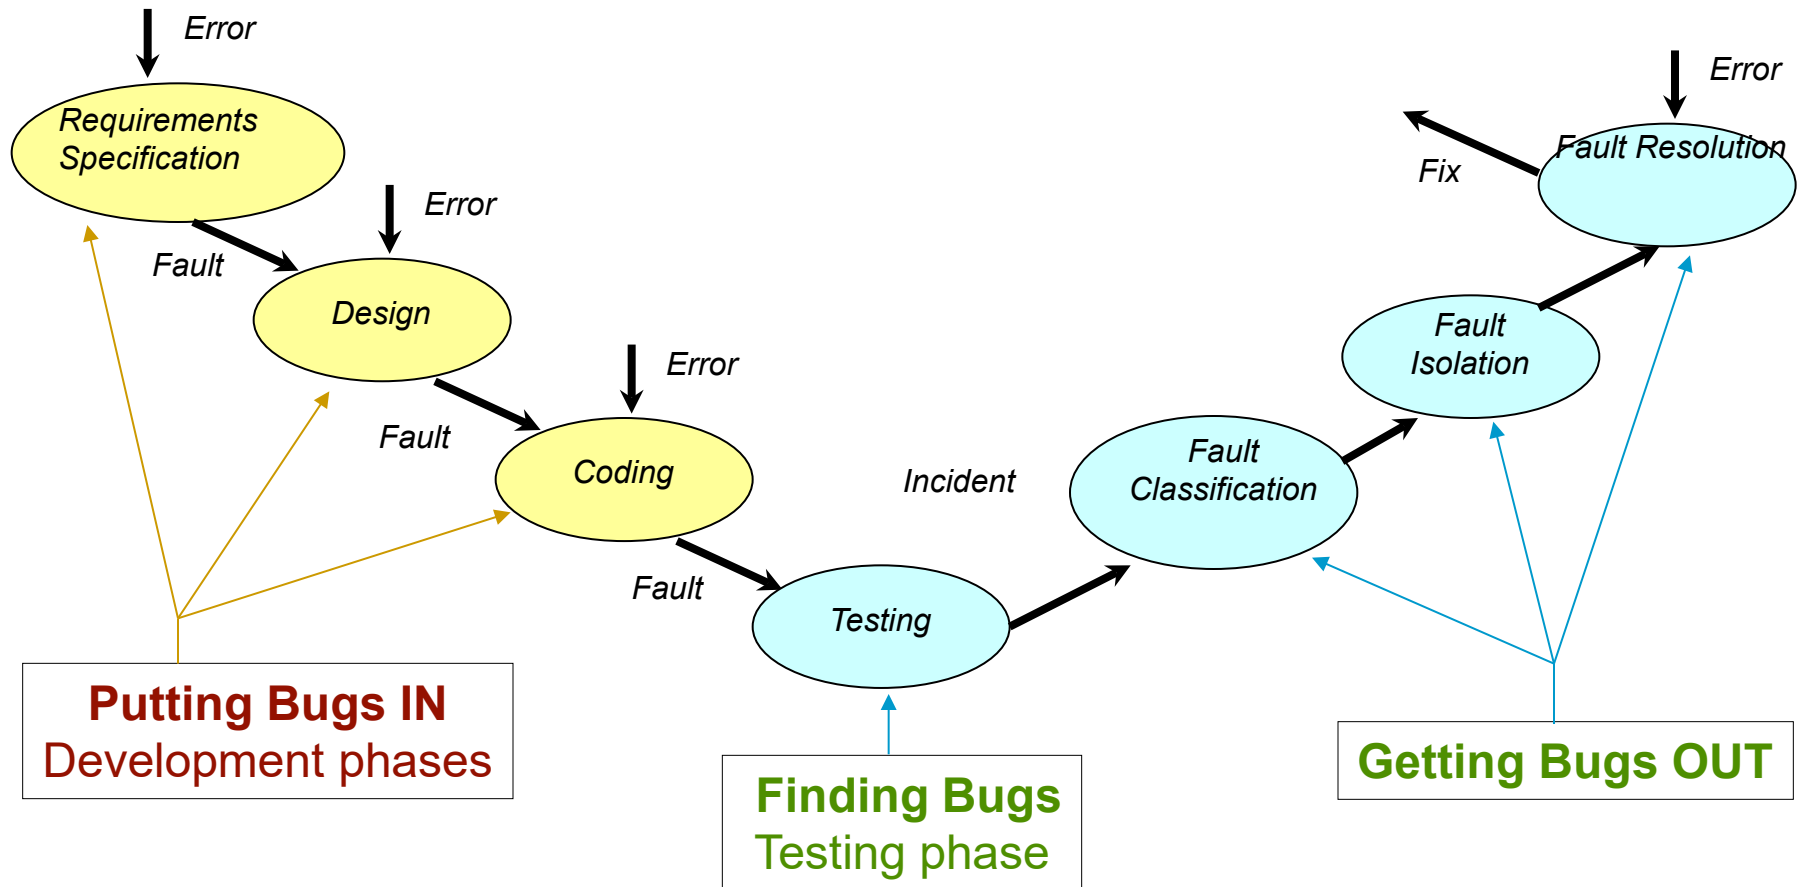 Error
Requirements
Specification
Fault
Error
Design
Fault
Error
Coding
Fault
Testing
Incident
Fault
Classification
Fault
Isolation
Fault Resolution
Error
Fix
Putting Bugs IN
Development phases
Finding Bugs
Testing phase
Getting Bugs OUT